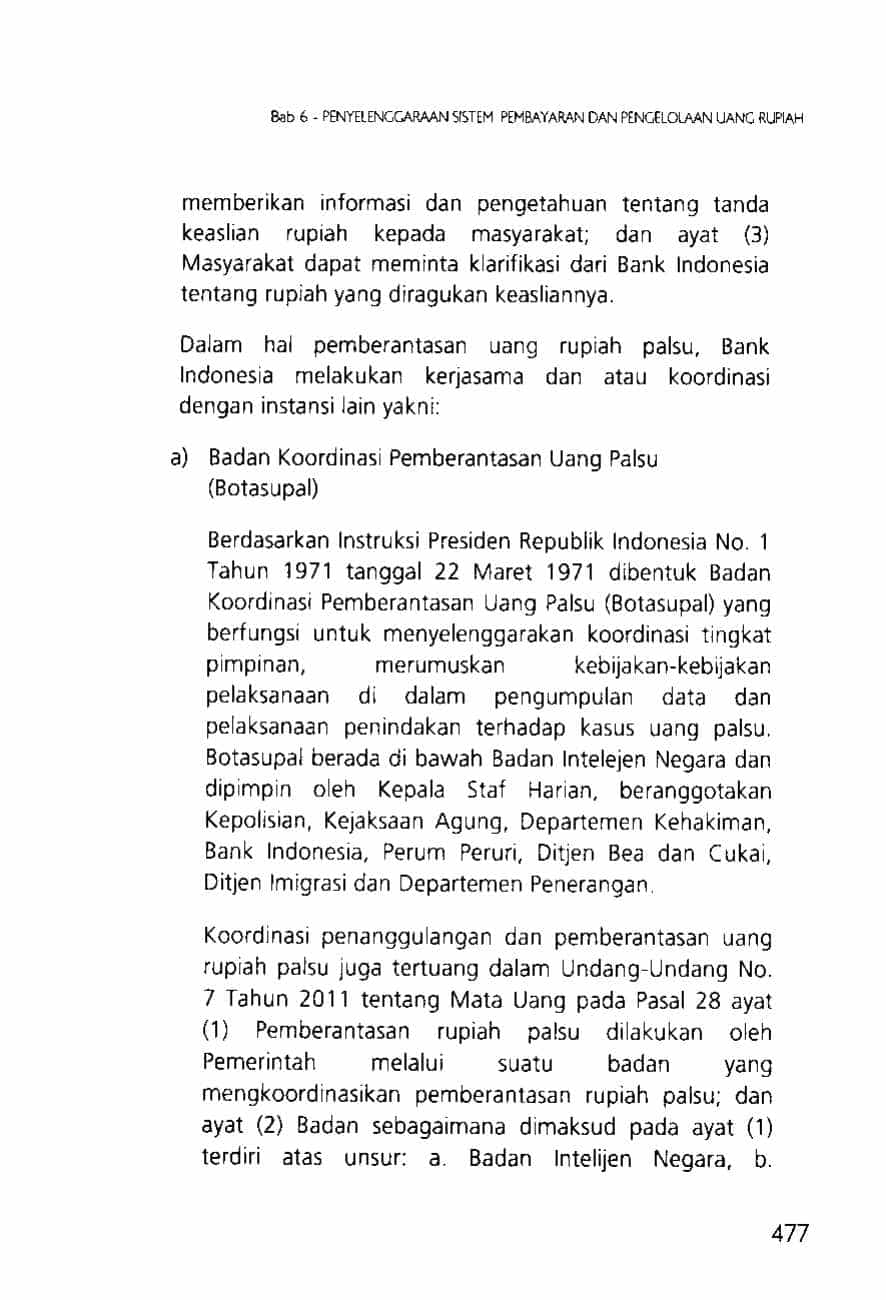 Bab 6 - PENYELENGGARAAN SISTEM PEMBAYARAN DAN PENGELOLAAN UANG RUPIAH
memberikan informasi dan pengetahuan tentang tanda
keaslian rupiah kepada masyarakat; dan ayat (3)
Masyarakat dapat meminta klarifikasi dari Bank Indonesia
tentang rupiah yang diragukan keasliannya.
Dalam hal pemberantasan uang rupiah palsu, Bank
Indonesia melakukan kerjasama dan atau koordinasi
dengan instansi lain yakni:
a) Badan Koordinasi Pemberantasan Uang Palsu
(Botasupal)
Berdasarkan Instruksi Presiden Republik Indonesia No. 1
Tahun 1971 tanggal 22 Maret 1971 dibentuk Badan
Koordinasi Pemberantasan Uang Palsu (Botasupal) yang
berfungsi untuk menyelenggarakan koordinasi tingkat
pimpinan, merumuskan kebijakan-kebijakan
pelaksanaan di dalam pengumpulan data dan
pelaksanaan penindakan terhadap kasus uang palsu.
Botasupal berada di bawah Badan Intelejen Negara dan
dipimpin oleh Kepala Staf Harian, beranggotakan
Kepolisian, Kejaksaan Agung, Departemen Kehakiman,
Bank Indonesia, Perum Peruri, Ditjen Bea dan Cukai,
Ditjen Imigrasi dan Departemen Penerangan.
Koordinasi penanggulangan dan pemberantasan uang
rupiah palsu juga tertuang dalam Undang-Undang No.
7 Tahun 2011 tentang Mata Uang pada Pasal 28 ayat
(1) Pemberantasan rupiah palsu dilakukan oleh
Pemerintah melalui suatu badan yang
mengkoordinasikan pemberantasan rupiah palsu; dan
ayat (2) Badan sebagaimana dimaksud pada ayat (1)
terdiri atas unsur: a. Badan Intelijen Negara, b.
477